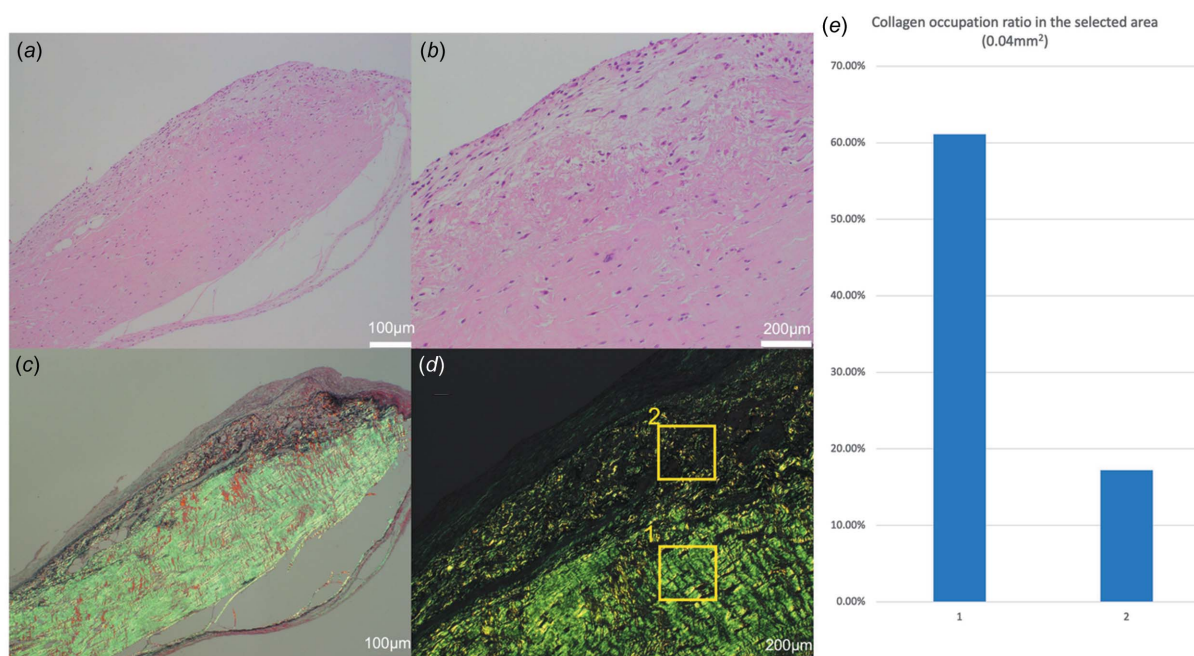 (a)
(b)
100µm
200µm
(c)
(d)
2
1
100µm
200µm
(e)
Collagen occupation ratio in the selected area
(0.04mm²)
70.00%
60.00%
50.00%
40.00%
30.00%
20.00%
10.00%
0.00%
1
2